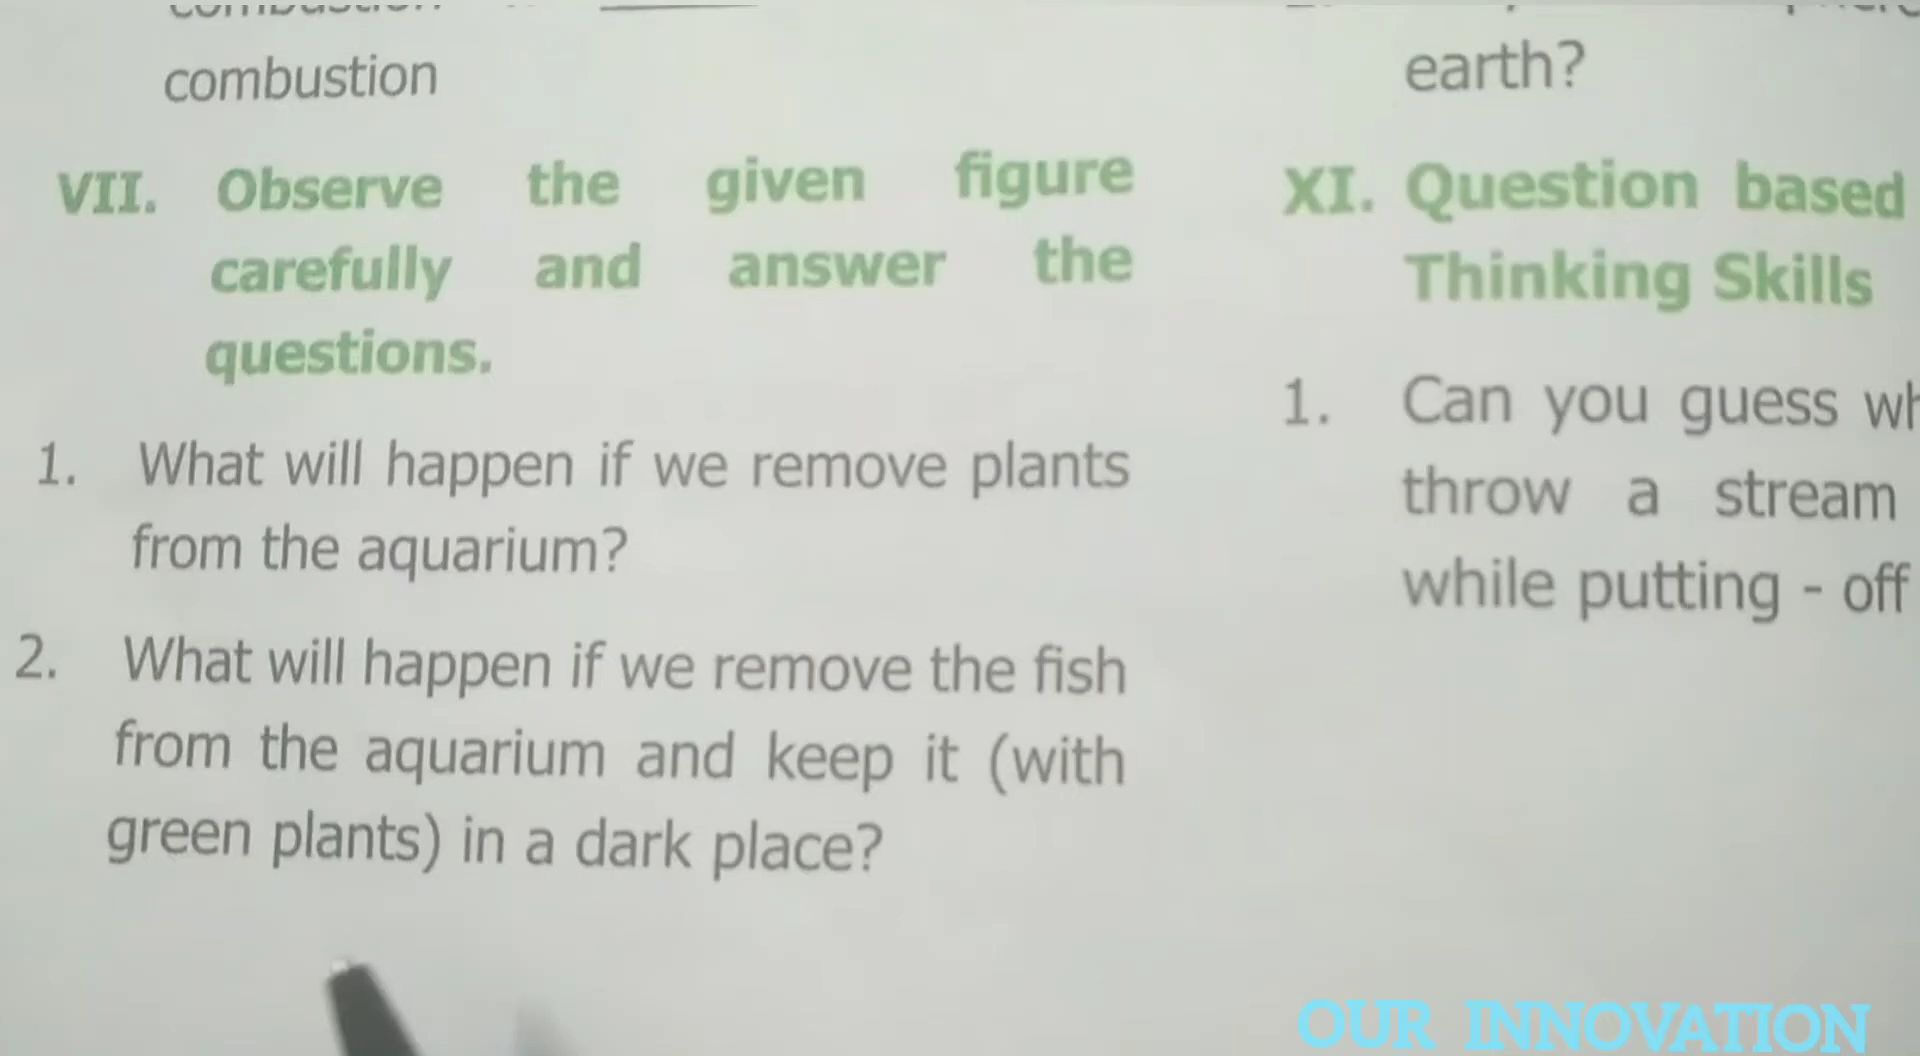 combustion
VII. Observe the given figure
carefully and answer the
questions.
1. What will happen if we remove plants
from the aquarium?
2. What will happen if we remove the fish
from the aquarium and keep it (with
green plants) in a dark place?
earth?
XI. Question based
Thinking Skills
1. Can you guess
throw a stream
while putting - off
OUR INNOVATION